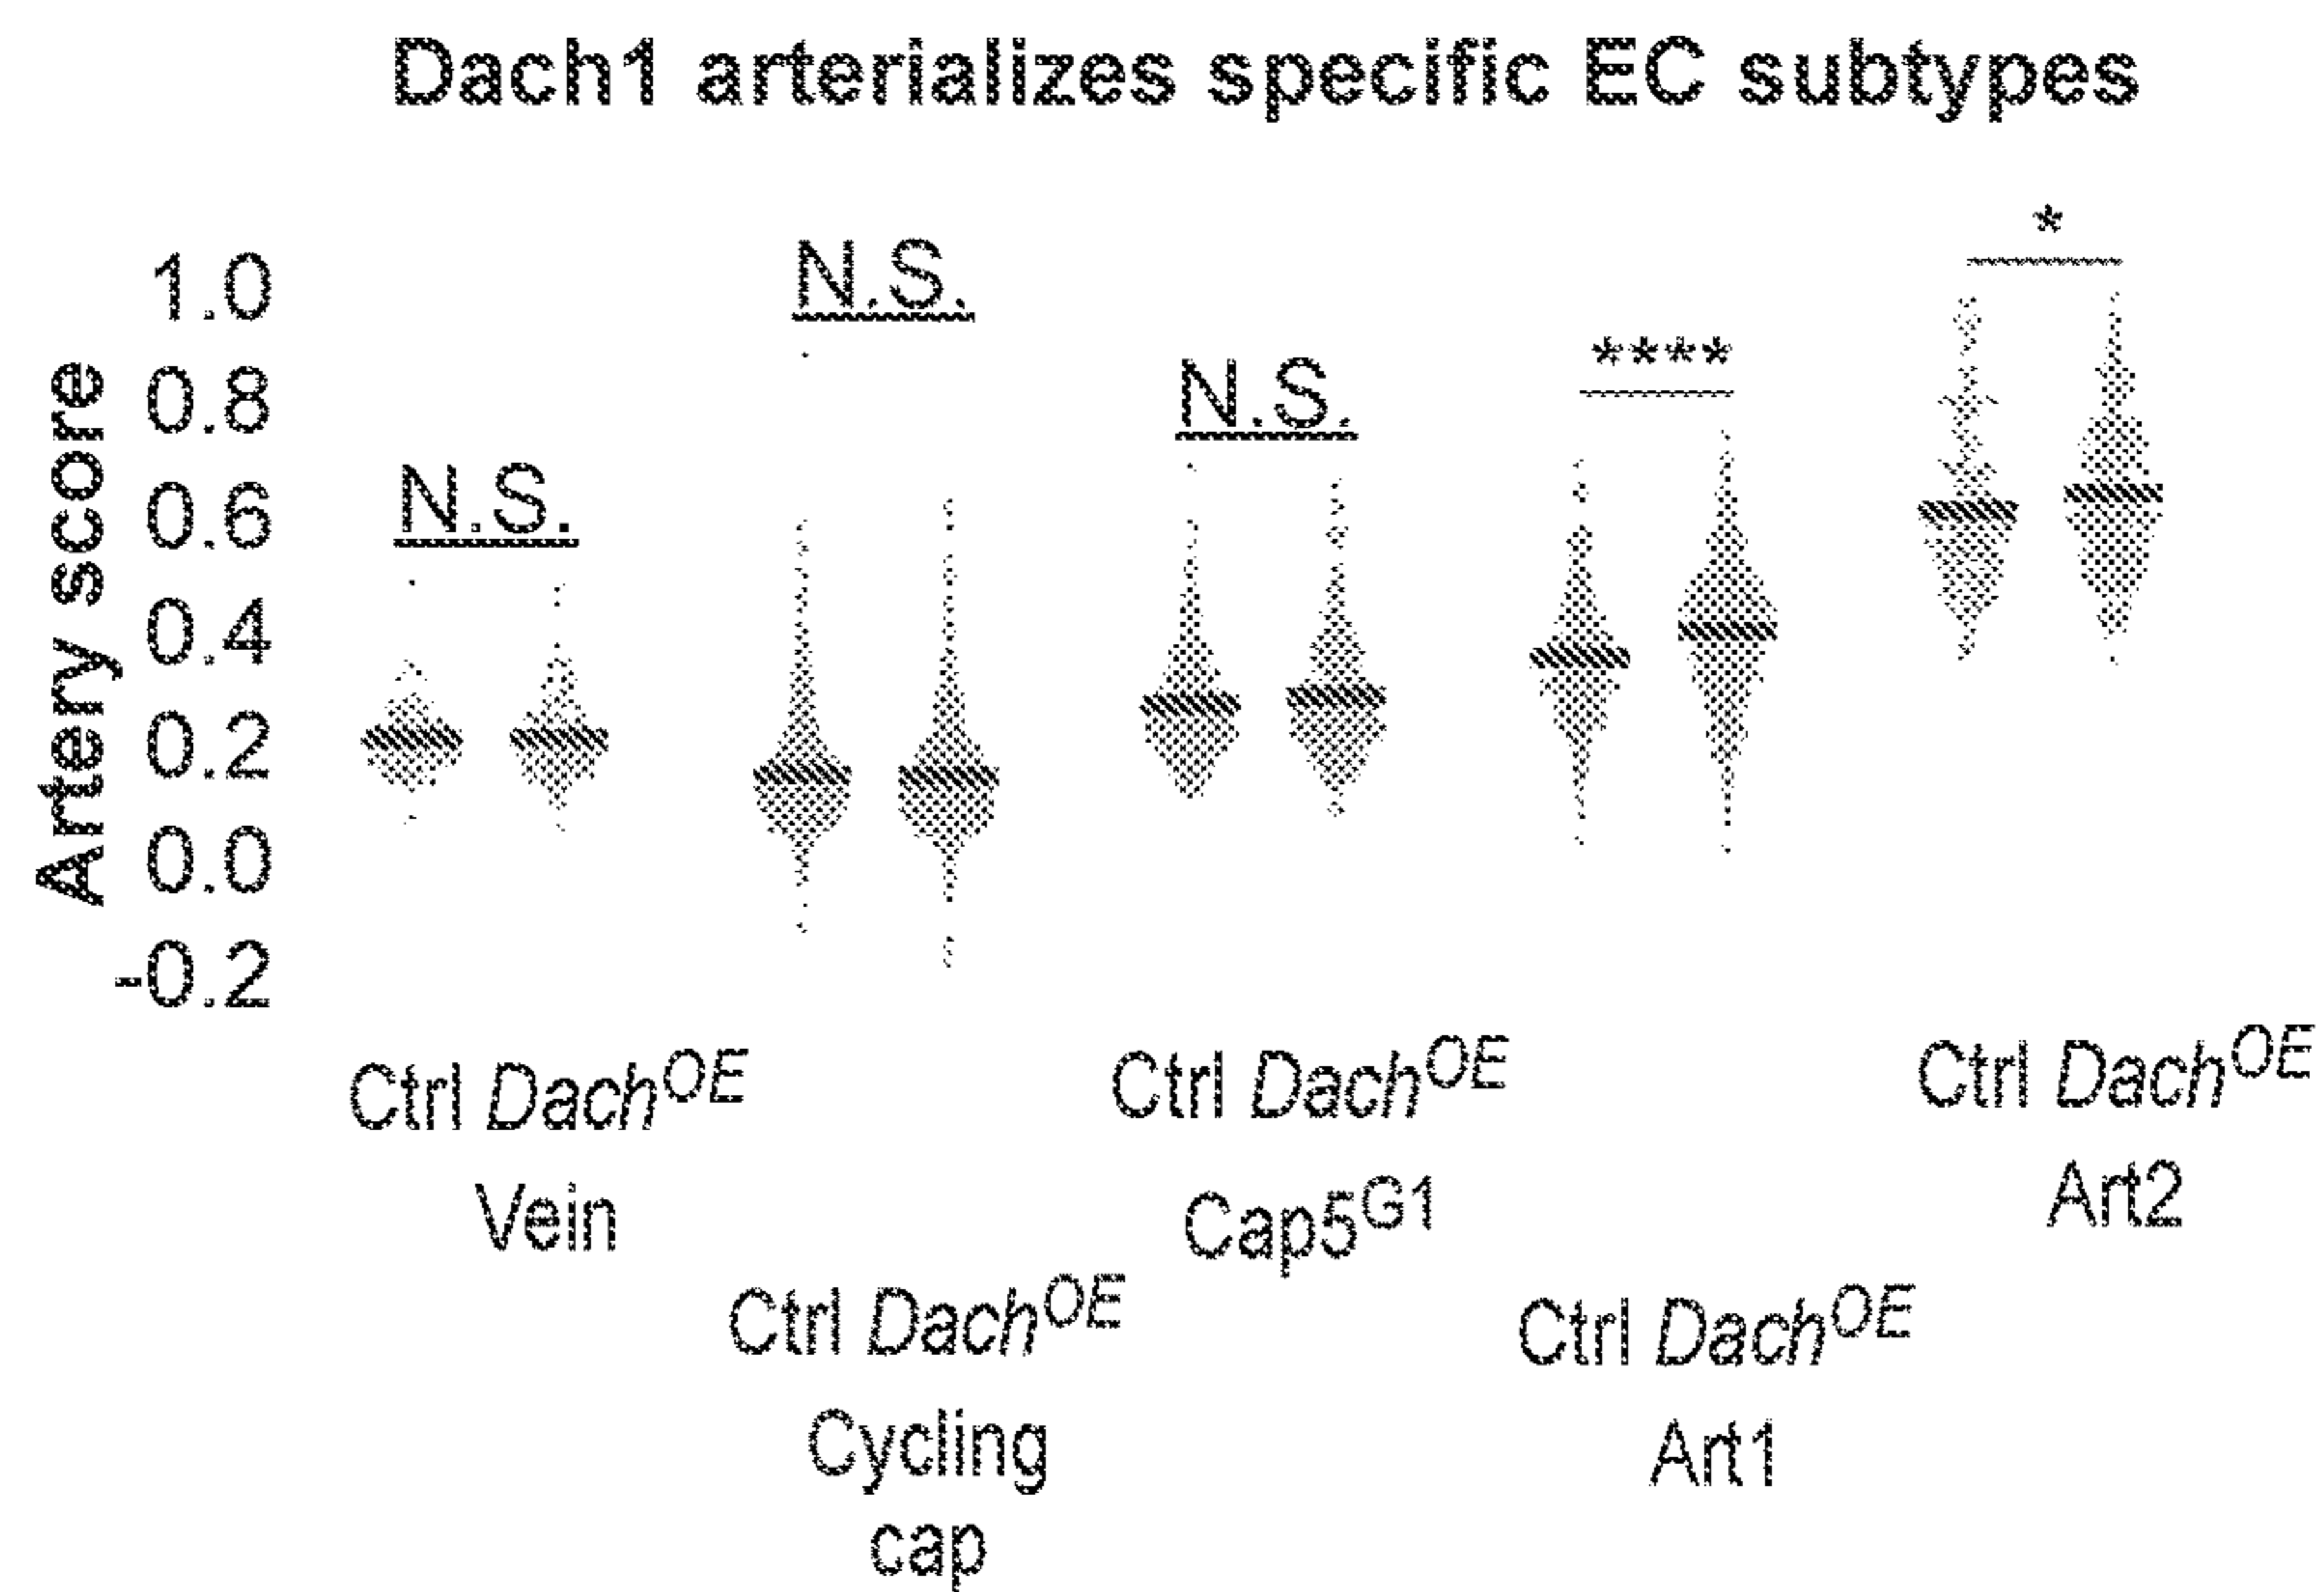 Dach1 arterializes specific EC subtypes
Artery score
1.0
0.8
0.6
0.4
0.2
0.0
-0.2
N.S.
N.S.
N.S.
****
*
Ctrl Dach^OE
Vein
Ctrl Dach^OE
Cycling
cap
Ctrl Dach^OE
Cap5^G1
Ctrl Dach^OE
Art1
Ctrl Dach^OE
Art2